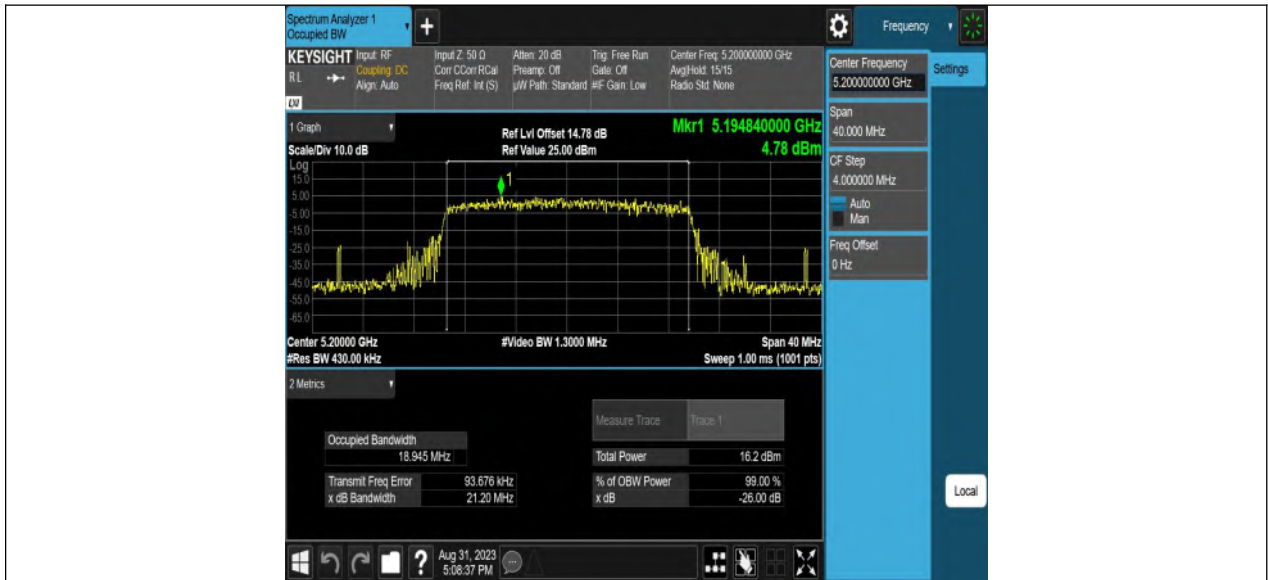 Spectrum Analyzer 1
Occupied BW
+
Frequency
KEYSIGHT
RL
LXI
Input: RF
Coupling: DC
Align: Auto
Input Z: 50 Ω
Corr CCorr RCal
Freq Ref: Int (S)
Atten: 20 dB
Preamp: Off
µW Path: Standard
Trig: Free Run
Gate: Off
#IF Gain: Low
Center Freq: 5.200000000 GHz
Avg|Hold: 15/15
Radio Std: None
Center Frequency
5.200000000 GHz
Settings
Span
40.000 MHz
CF Step
4.000000 MHz
Auto
Man
Freq Offset
0 Hz
Local
1 Graph
Scale/Div 10.0 dB
Ref Lvl Offset 14.78 dB
Ref Value 25.00 dBm
Mkr1 5.194840000 GHz
4.78 dBm
Log
15.0
5.00
-5.00
-15.0
-25.0
-35.0
-45.0
-55.0
-65.0
1
Center 5.20000 GHz
#Video BW 1.3000 MHz
Span 40 MHz
#Res BW 430.00 kHz
Sweep 1.00 ms (1001 pts)
2 Metrics
Measure Trace Trace 1
Occupied Bandwidth
18.945 MHz
Total Power 16.2 dBm
Transmit Freq Error 93.676 kHz
% of OBW Power 99.00 %
x dB Bandwidth 21.20 MHz
x dB -26.00 dB
?
Aug 31, 2023
5:08:37 PM